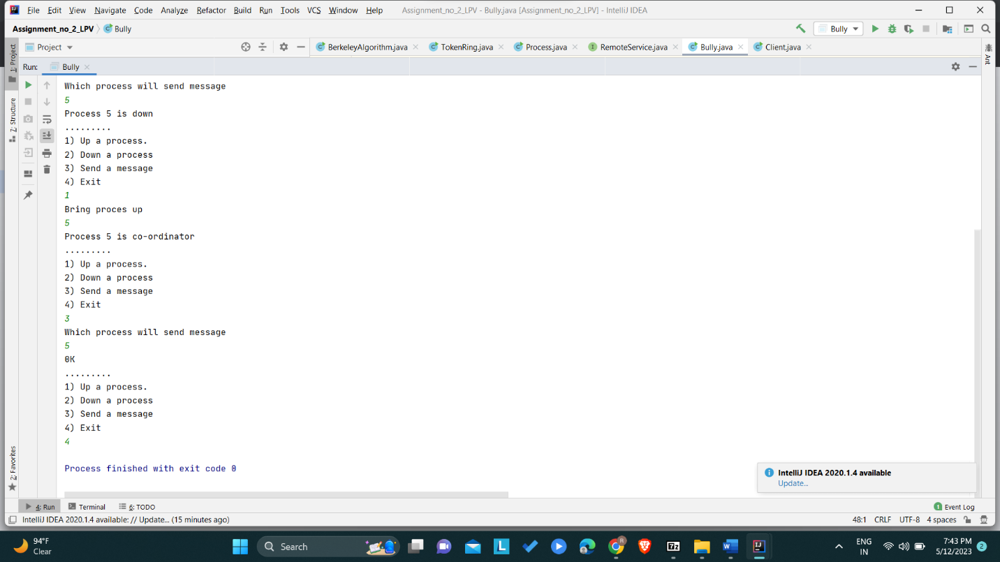 File Edit View Navigate Code Analyze Refactor Build Run Tools VCS Window Help Assignment_no_2_LPV - Bully.java [Assignment_no_2_LPV] - IntelliJ IDEA
Assignment_no_2_LPV Bully Bully
1: Project
Project BerkeleyAlgorithm.java TokenRing.java Process.java RemoteService.java Bully.java Client.java
Ant
Run: Bully
Z: Structure
Which process will send message
5
Process 5 is down
.........
1) Up a process.
2) Down a process
3) Send a message
4) Exit
1
Bring proces up
5
Process 5 is co-ordinator
.........
1) Up a process.
2) Down a process
3) Send a message
4) Exit
3
Which process will send message
5
0K
.........
1) Up a process.
2) Down a process
3) Send a message
4) Exit
4
Process finished with exit code 0
2: Favorites
IntelliJ IDEA 2020.1.4 available
Update...
4: Run Terminal 6: TODO 1 Event Log
IntelliJ IDEA 2020.1.4 available: // Update... (15 minutes ago) 48:1 CRLF UTF-8 4 spaces
94°F
Clear
Search
L
R
7z
W
IJ
ENG
IN
7:43 PM
5/12/2023
2